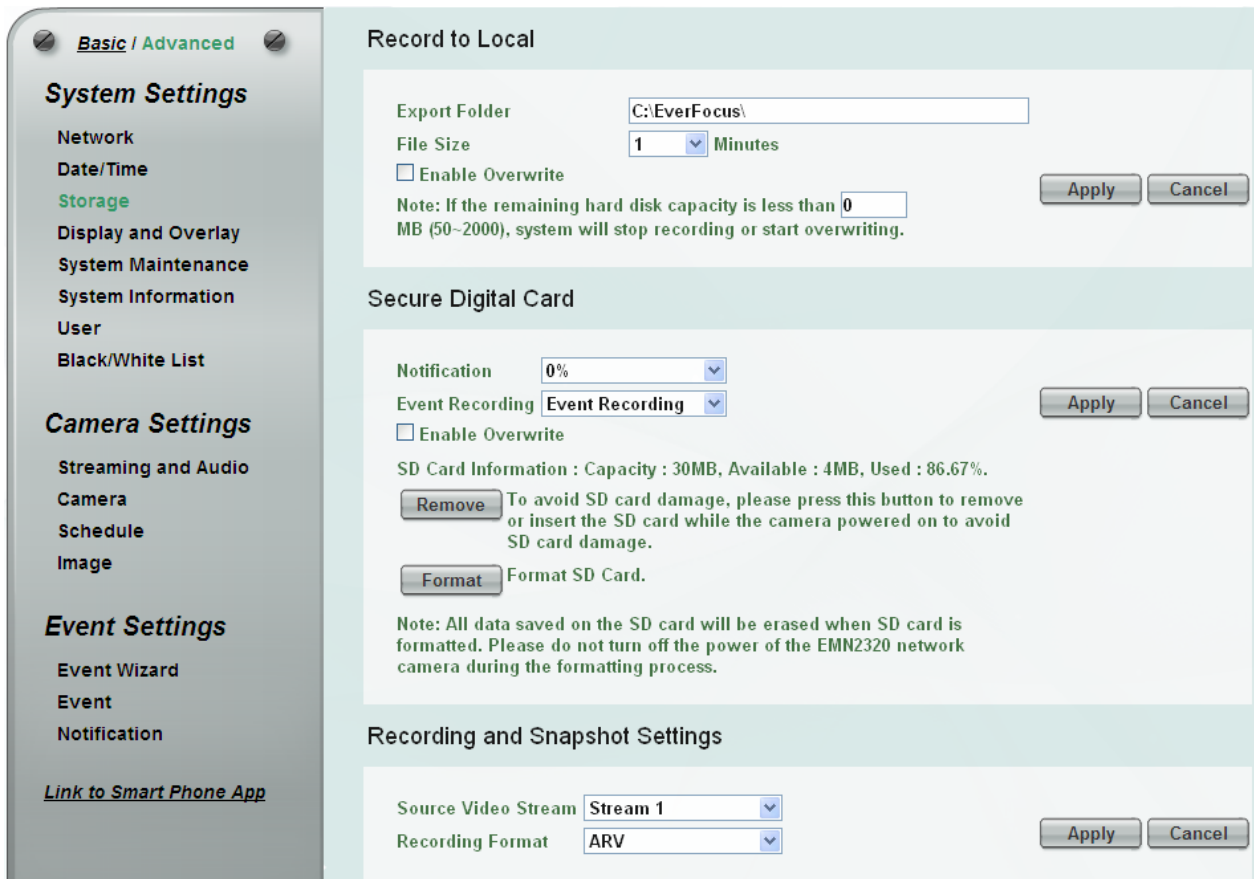 Basic / Advanced
System Settings
Network
Date/Time
Storage
Display and Overlay
System Maintenance
System Information
User
Black/White List
Camera Settings
Streaming and Audio
Camera
Schedule
Image
Event Settings
Event Wizard
Event
Notification
Link to Smart Phone App
Record to Local
Export Folder C:\EverFocus\
File Size 1 Minutes
Enable Overwrite
Apply Cancel
Note: If the remaining hard disk capacity is less than 0
MB (50~2000), system will stop recording or start overwriting.
Secure Digital Card
Notification 0%
Event Recording Event Recording
Apply Cancel
Enable Overwrite
SD Card Information : Capacity : 30MB, Available : 4MB, Used : 86.67%.
Remove To avoid SD card damage, please press this button to remove
or insert the SD card while the camera powered on to avoid
SD card damage.
Format Format SD Card.
Note: All data saved on the SD card will be erased when SD card is
formatted. Please do not turn off the power of the EMN2320 network
camera during the formatting process.
Recording and Snapshot Settings
Source Video Stream Stream 1
Recording Format ARV
Apply Cancel